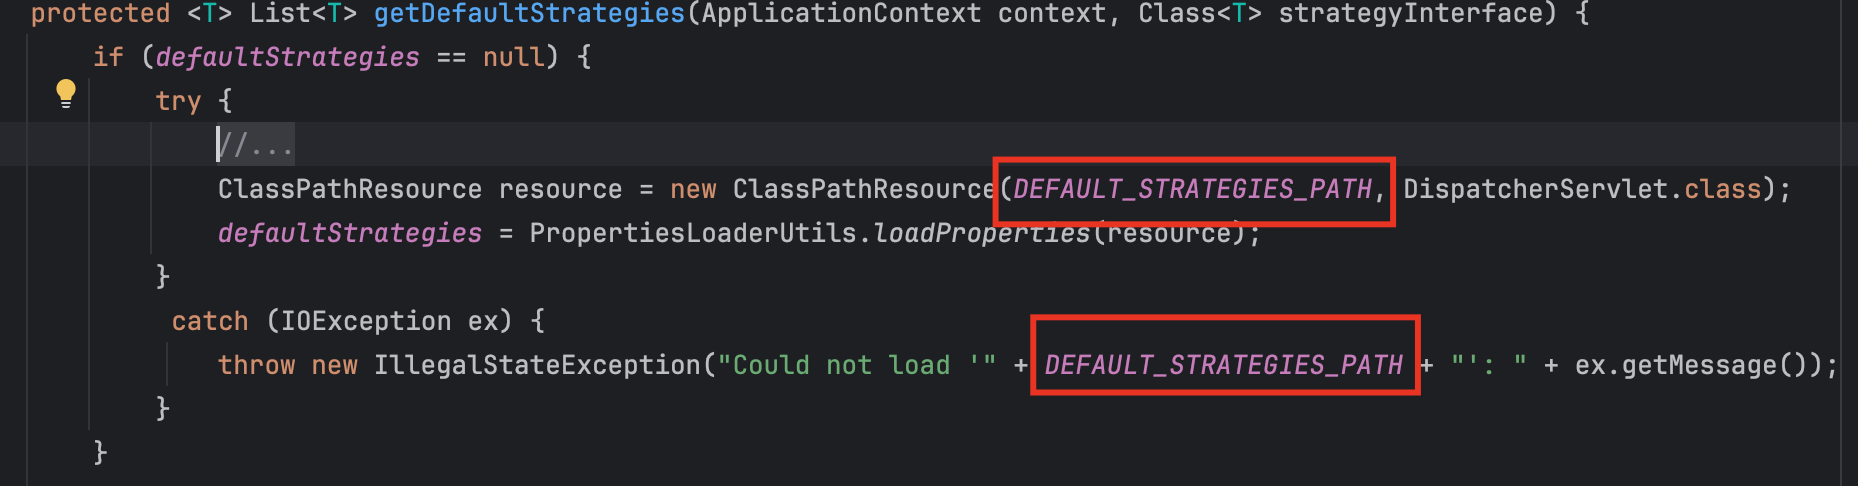 protected <T> List<T> getDefaultStrategies(ApplicationContext context, Class<T> strategyInterface) {
if (defaultStrategies == null) {
try {
//...
ClassPathResource resource = new ClassPathResource(DEFAULT_STRATEGIES_PATH, DispatcherServlet.class);
defaultStrategies = PropertiesLoaderUtils.loadProperties(resource);
}
catch (IOException ex) {
throw new IllegalStateException("Could not load '" + DEFAULT_STRATEGIES_PATH + "': " + ex.getMessage());
}
}